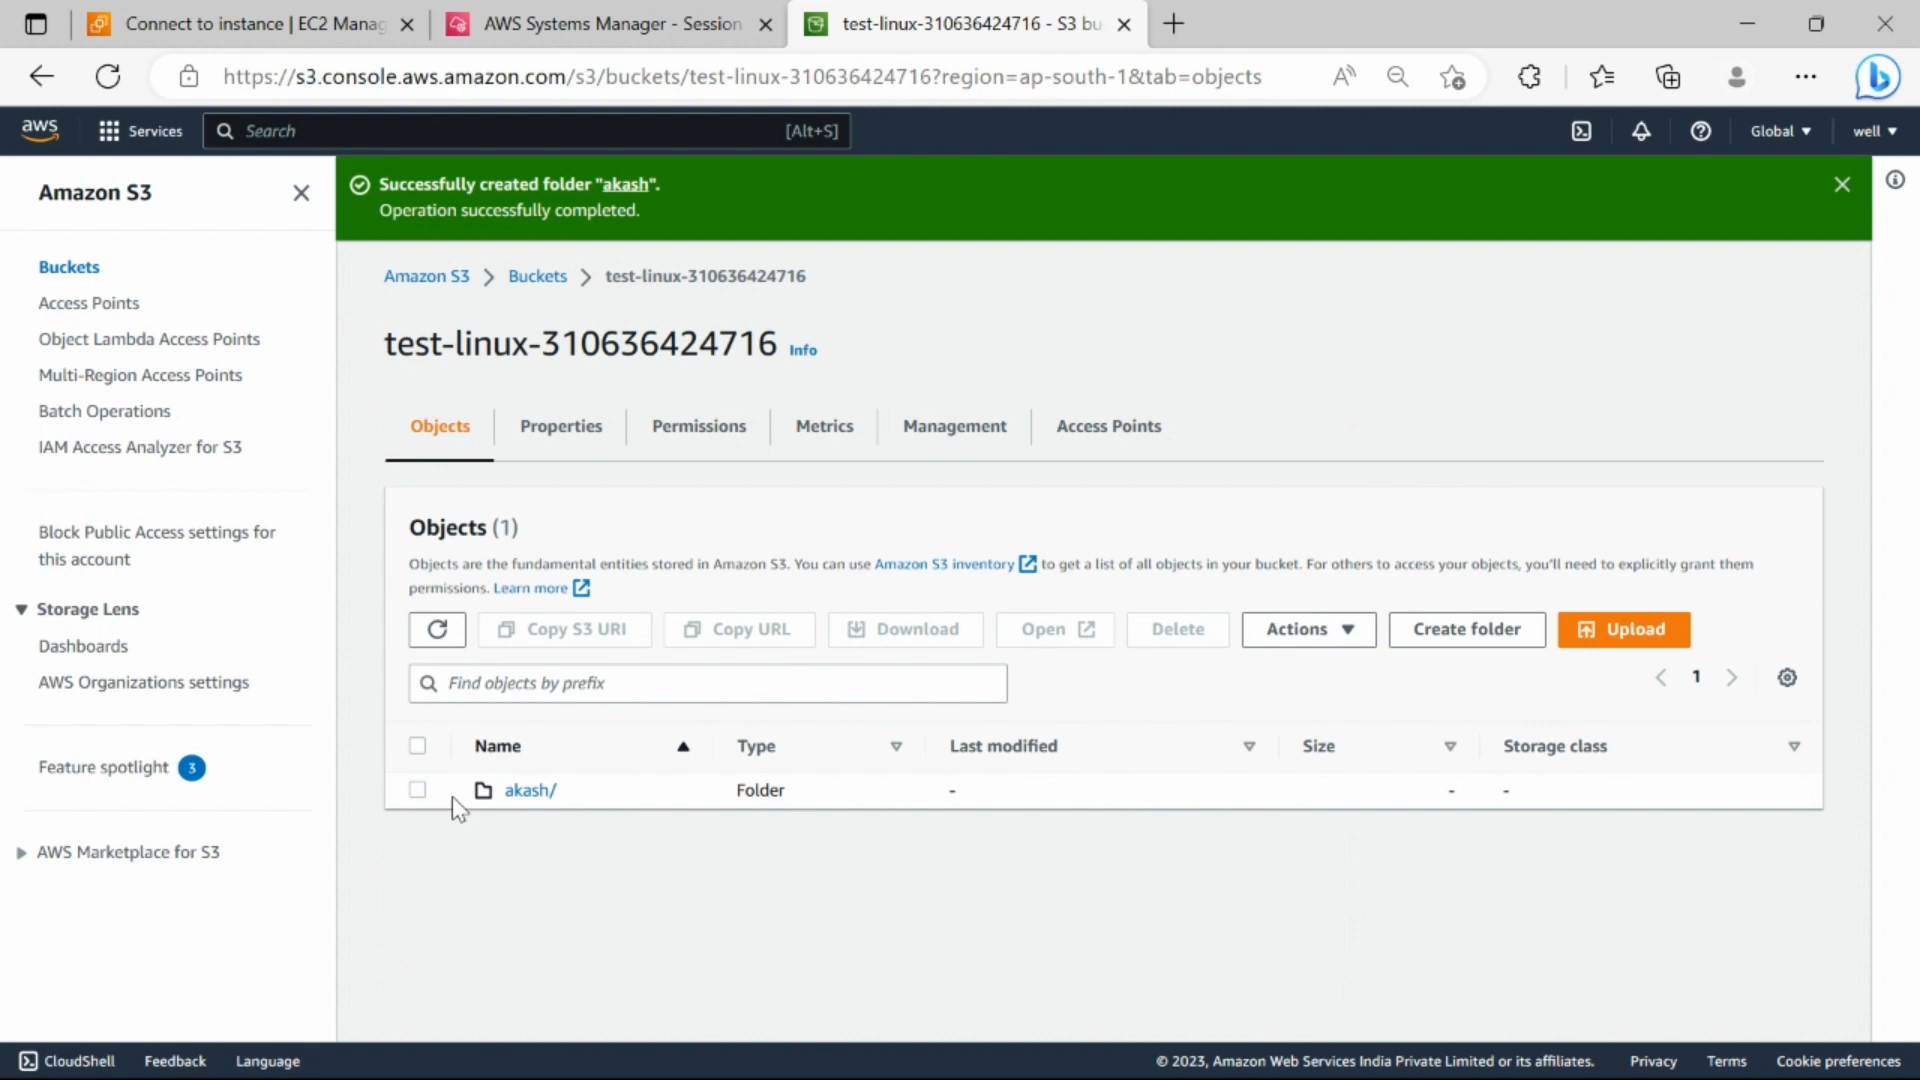 Connect to instance | EC2 Manag
AWS Systems Manager - Session
test-linux-310636424716 - S3 bu
https://s3.console.aws.amazon.com/s3/buckets/test-linux-310636424716?region=ap-south-1&tab=objects
aws
Services
Search
[Alt+S]
Global
well
Amazon S3
Buckets
Access Points
Object Lambda Access Points
Multi-Region Access Points
Batch Operations
IAM Access Analyzer for S3
Block Public Access settings for
this account
Storage Lens
Dashboards
AWS Organizations settings
Feature spotlight 3
AWS Marketplace for S3
Successfully created folder "akash".
Operation successfully completed.
Amazon S3 > Buckets > test-linux-310636424716
test-linux-310636424716 Info
Objects
Properties
Permissions
Metrics
Management
Access Points
Objects (1)
Objects are the fundamental entities stored in Amazon S3. You can use Amazon S3 inventory to get a list of all objects in your bucket. For others to access your objects, you'll need to explicitly grant them
permissions. Learn more
Copy S3 URI
Copy URL
Download
Open
Delete
Actions
Create folder
Upload
Find objects by prefix
1
Name Type Last modified Size Storage class
akash/ Folder - - -
CloudShell Feedback Language
© 2023, Amazon Web Services India Private Limited or its affiliates. Privacy Terms Cookie preferences